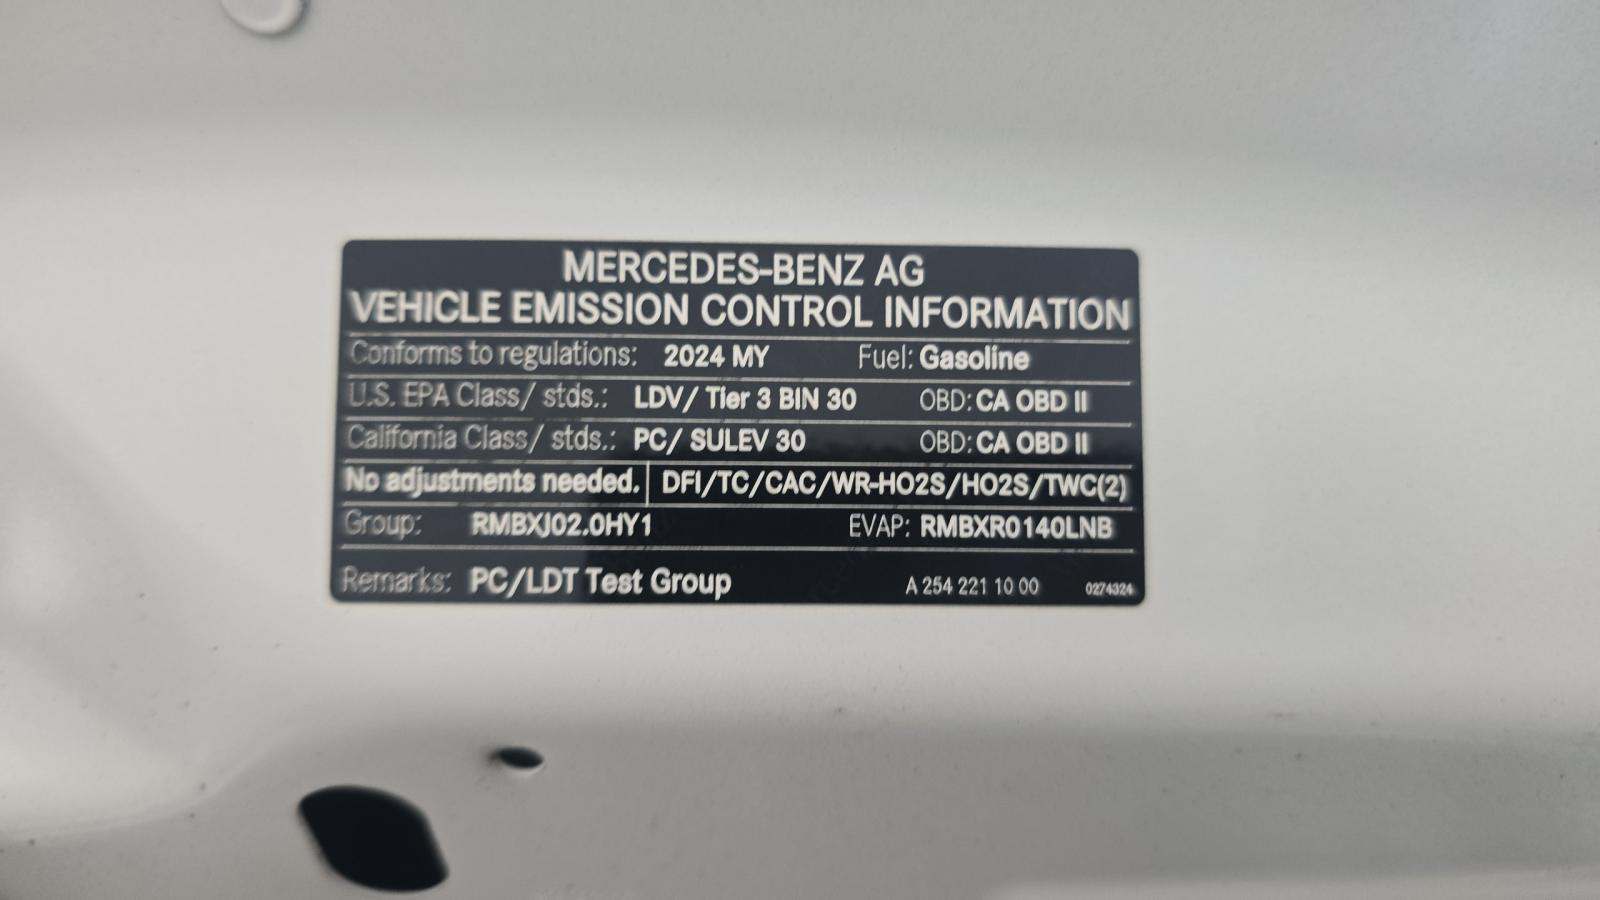 MERCEDES-BENZ AG
VEHICLE EMISSION CONTROL INFORMATION
Conforms to regulations: 2024 MY Fuel: Gasoline
U.S. EPA Class/ stds.: LDV/ Tier 3 BIN 30 OBD: CA OBD II
California Class/ stds.: PC/ SULEV 30 OBD: CA OBD II
No adjustments needed. DFI/TC/CAC/WR-HO2S/HO2S/TWC(2)
Group: RMBXJ02.0HY1 EVAP: RMBXR0140LNB
Remarks: PC/LDT Test Group A 254 221 10 00 0274324